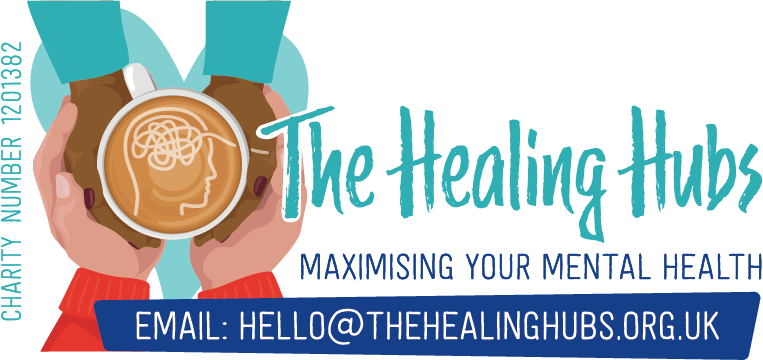 CHARITY NUMBER 1201382
The Healing Hubs
MAXIMISING YOUR MENTAL HEALTH
EMAIL: HELLO@THEHEALINGHUBS.ORG.UK